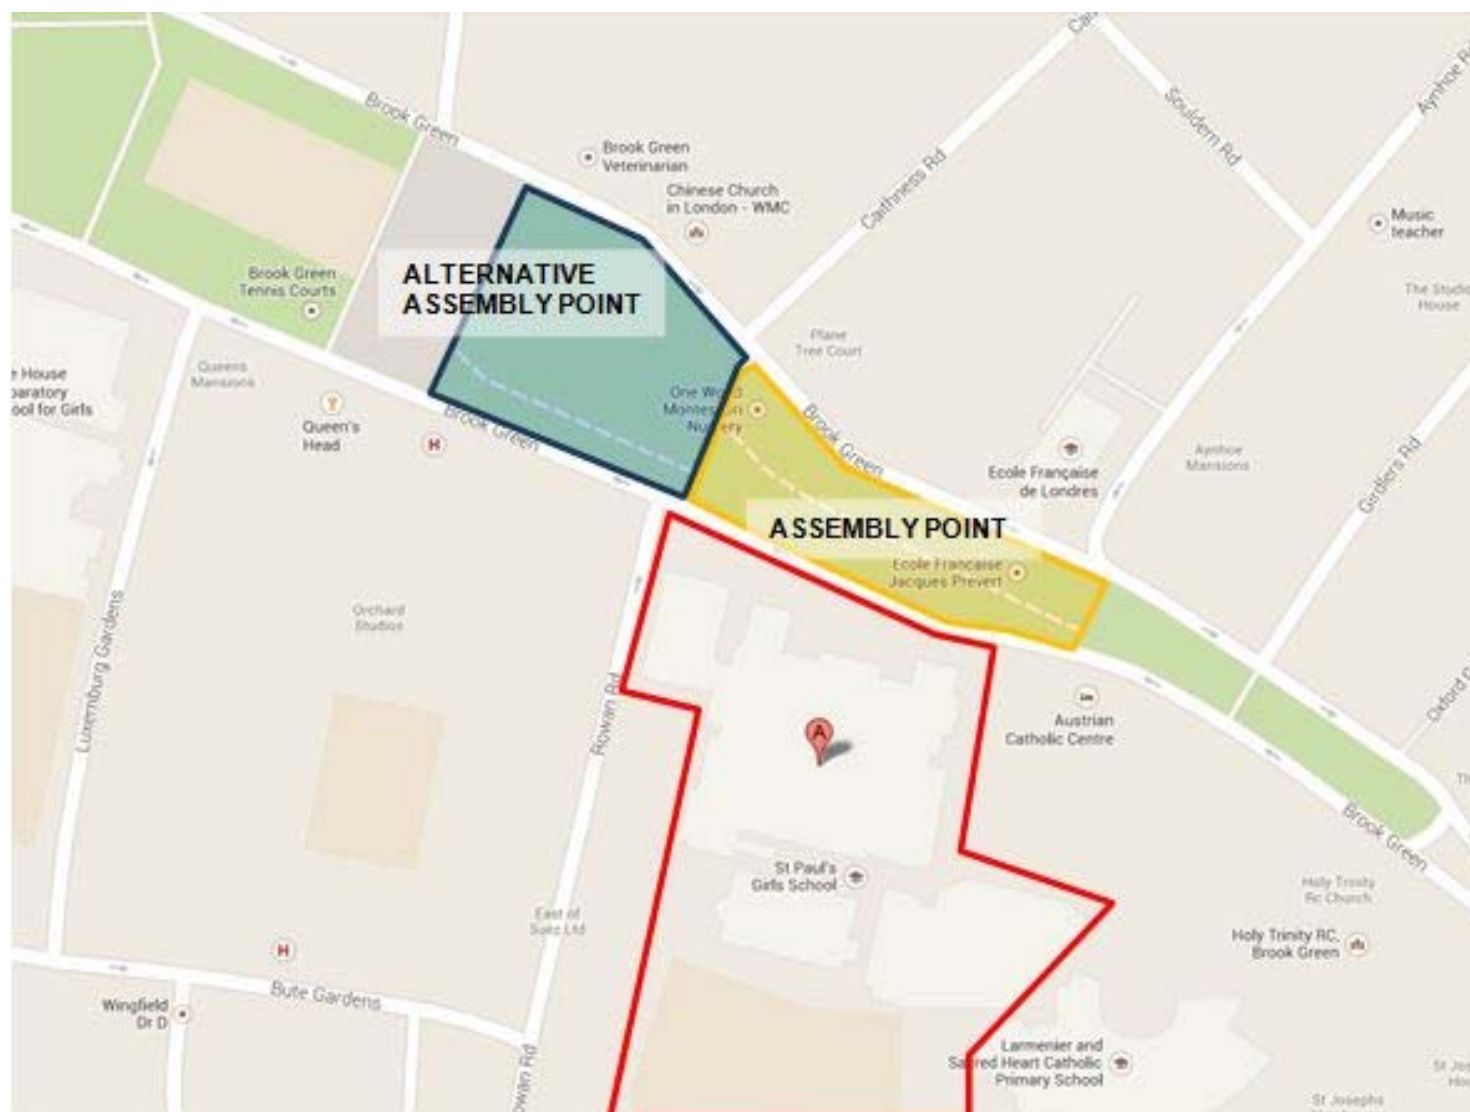 Brook Green
Brook Green
Veterinarian
Chinese Church
in London - WMC
Caithness Rd
Souldern Rd
Aynhoe Rd
Music
teacher
The Studio
House
ALTERNATIVE
ASSEMBLY POINT
Brook Green
Tennis Courts
Plane
Tree Court
Queens
Mansions
e House
paratory
ool for Girls
Queen's
Head
H
Brook Green
One World
Nursery
Brook Green
Ecole Française
de Londres
Aynhoe
Mansions
Girdlers Rd
ASSEMBLY POINT
Ecole Française
Jacques Prevert
Orchard
Studios
Luxemburg Gardens
Rowan Rd
A
Austrian
Catholic Centre
Oxford G
Brook Green
St Paul's
Girls School
Holy Trinity
Rc Church
Holy Trinity RC,
Brook Green
East of
Suez Ltd
H
Bute Gardens
Wingfield
Dr D
owan Rd
Larmenier and
Sacred Heart Catholic
Primary School
St Josephs